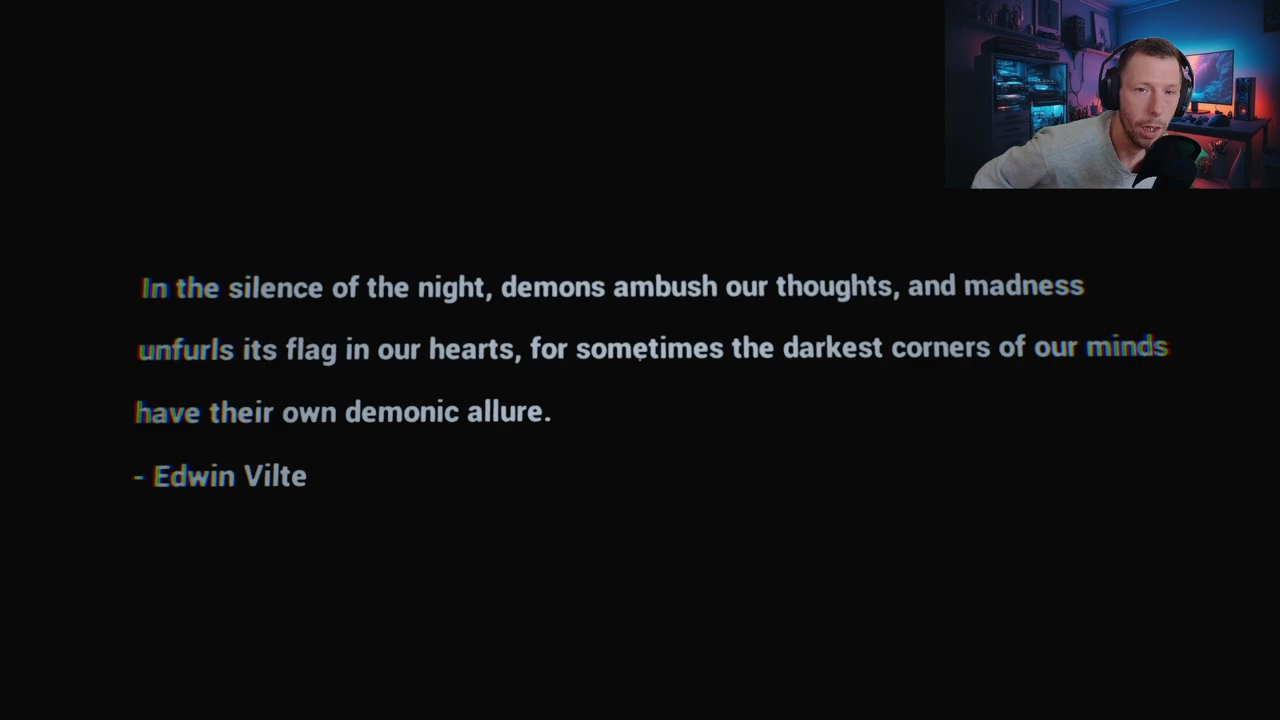 In the silence of the night, demons ambush our thoughts, and madness
unfurls its flag in our hearts, for sometimes the darkest corners of our minds
have their own demonic allure.
- Edwin Vilte